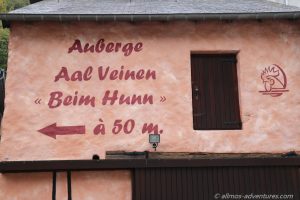 Auberge
Aal Veinen
« Beim Hunn »
à 50 m.
© allmos-adventures.com